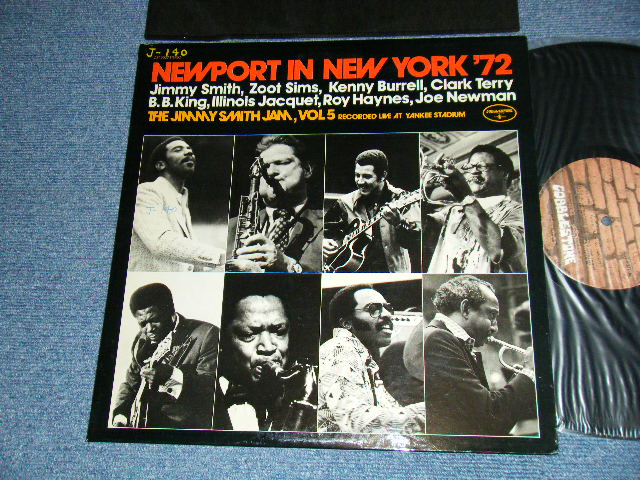 J-140
NEWPORT IN NEW YORK '72
Jimmy Smith, Zoot Sims, Kenny Burrell, Clark Terry
B.B.King, Illinois Jacquet, Roy Haynes, Joe Newman
THE JIMMY SMITH JAM, VOL 5 RECORDED LIVE AT YANKEE STADIUM
COBBLESTONE